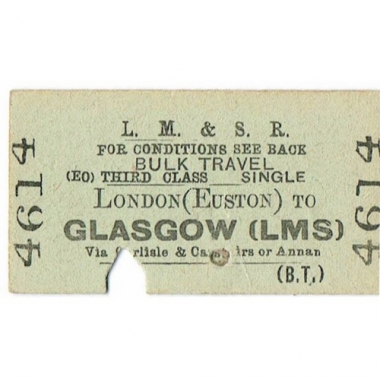 L. M. & S. R.
FOR CONDITIONS SEE BACK
BULK TRAVEL
(EO) THIRD CLASS SINGLE
LONDON (EUSTON) TO
GLASGOW (LMS)
Via & or Annan
(B.T.)
4614
4614